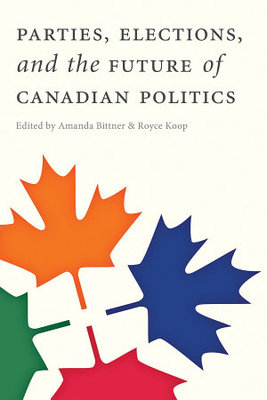 PARTIES, ELECTIONS,
and the FUTURE of
CANADIAN POLITICS
Edited by Amanda Bittner & Royce Koop